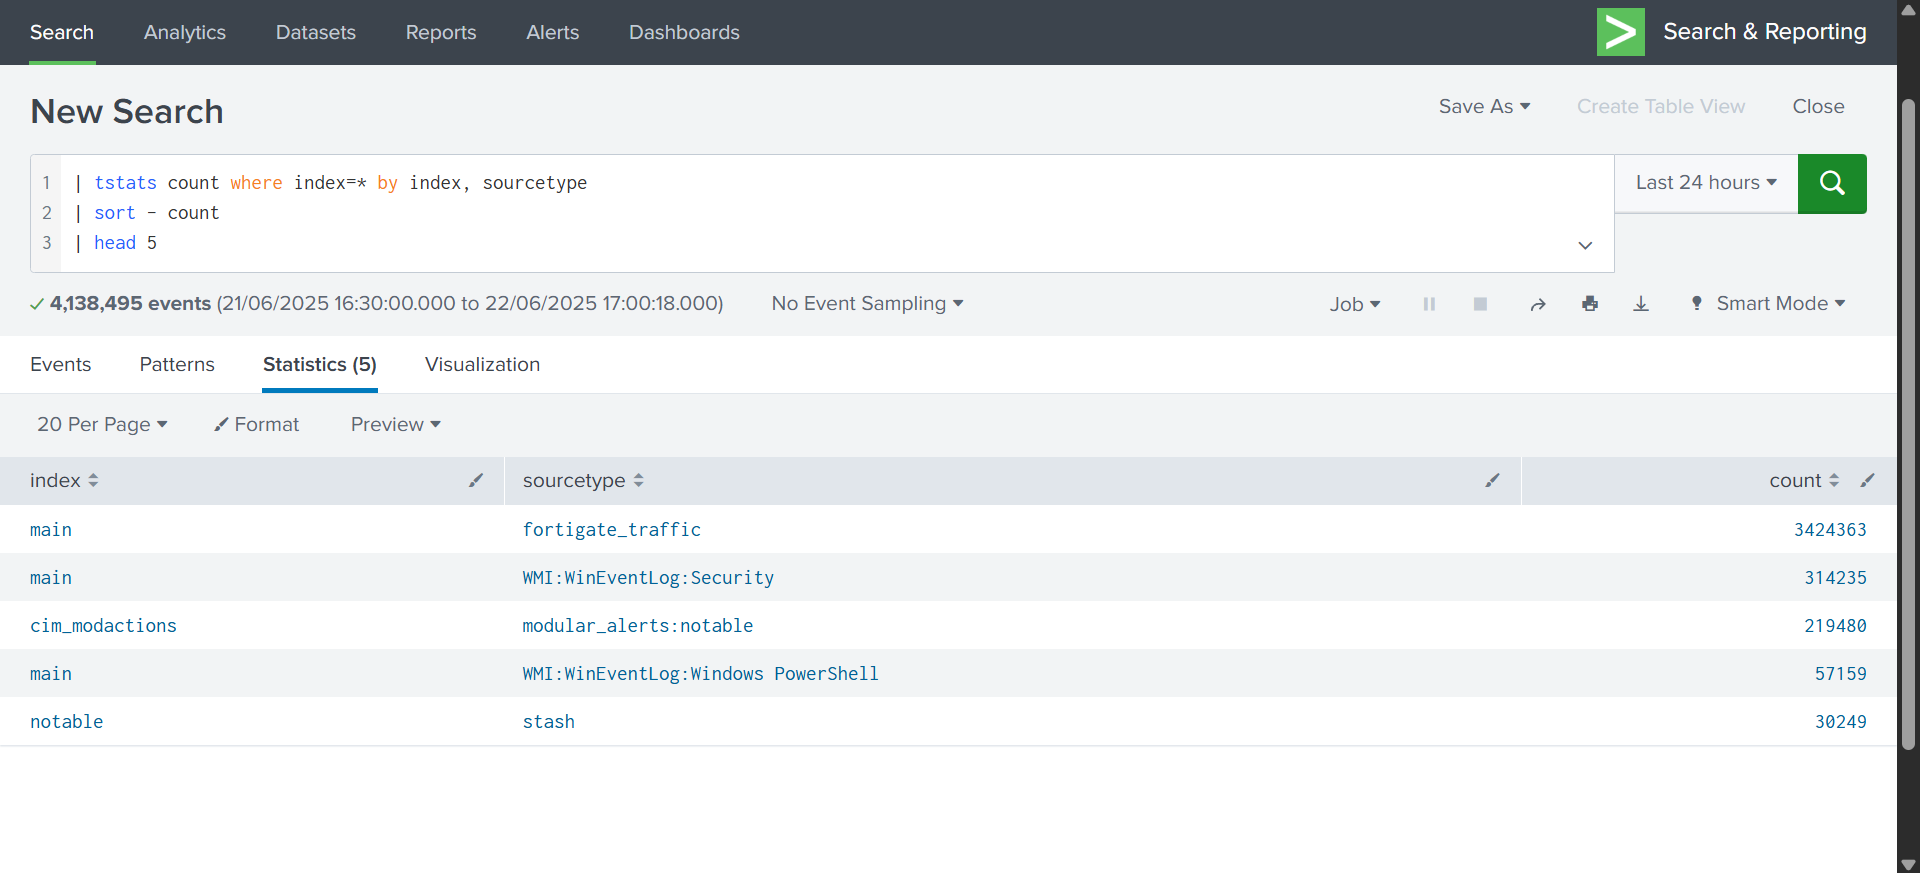 Search Analytics Datasets Reports Alerts Dashboards Search & Reporting
New Search
Save As Create Table View Close
1 | tstats count where index=* by index, sourcetype
2 | sort - count
3 | head 5
Last 24 hours
4,138,495 events (21/06/2025 16:30:00.000 to 22/06/2025 17:00:18.000) No Event Sampling Job Smart Mode
Events Patterns Statistics (5) Visualization
20 Per Page Format Preview
index sourcetype count
main fortigate_traffic 3424363
main WMI:WinEventLog:Security 314235
cim_modactions modular_alerts:notable 219480
main WMI:WinEventLog:Windows PowerShell 57159
notable stash 30249